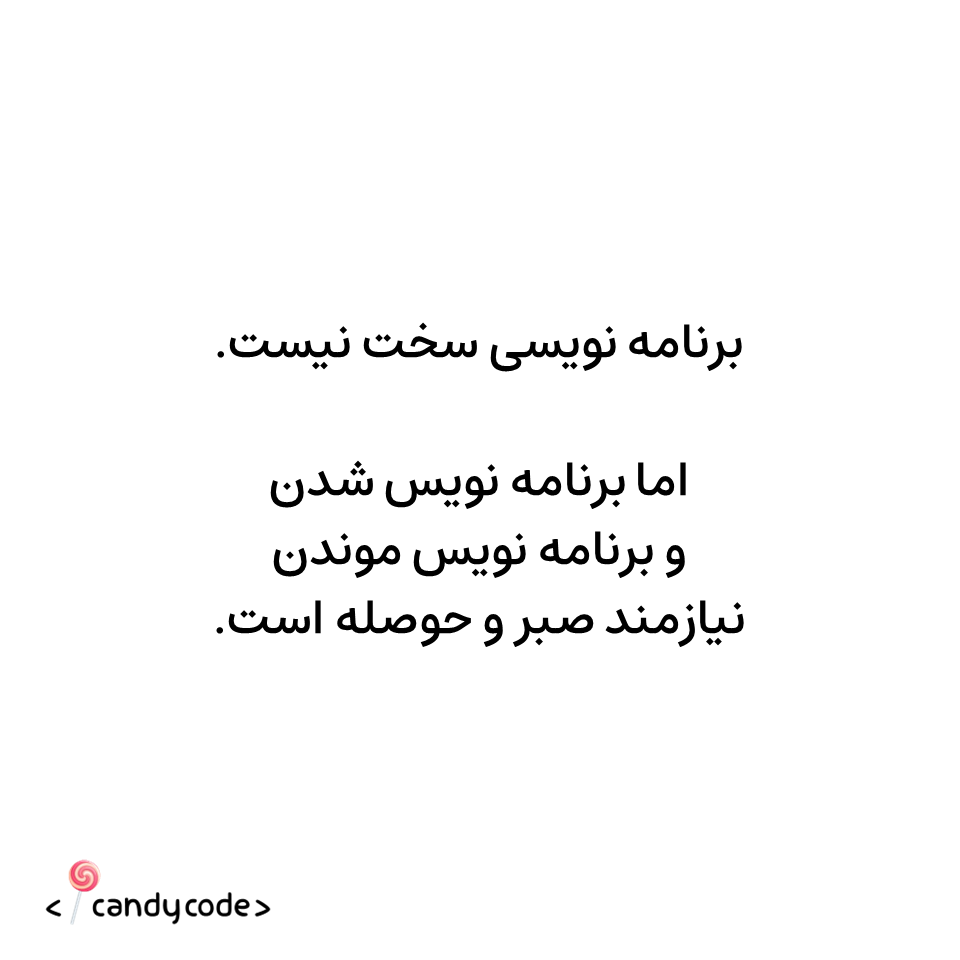 برنامه نویسی سخت نیست.
اما برنامه نویس شدن
و برنامه نویس موندن
نیازمند صبر و حوصله است.
< candycode>